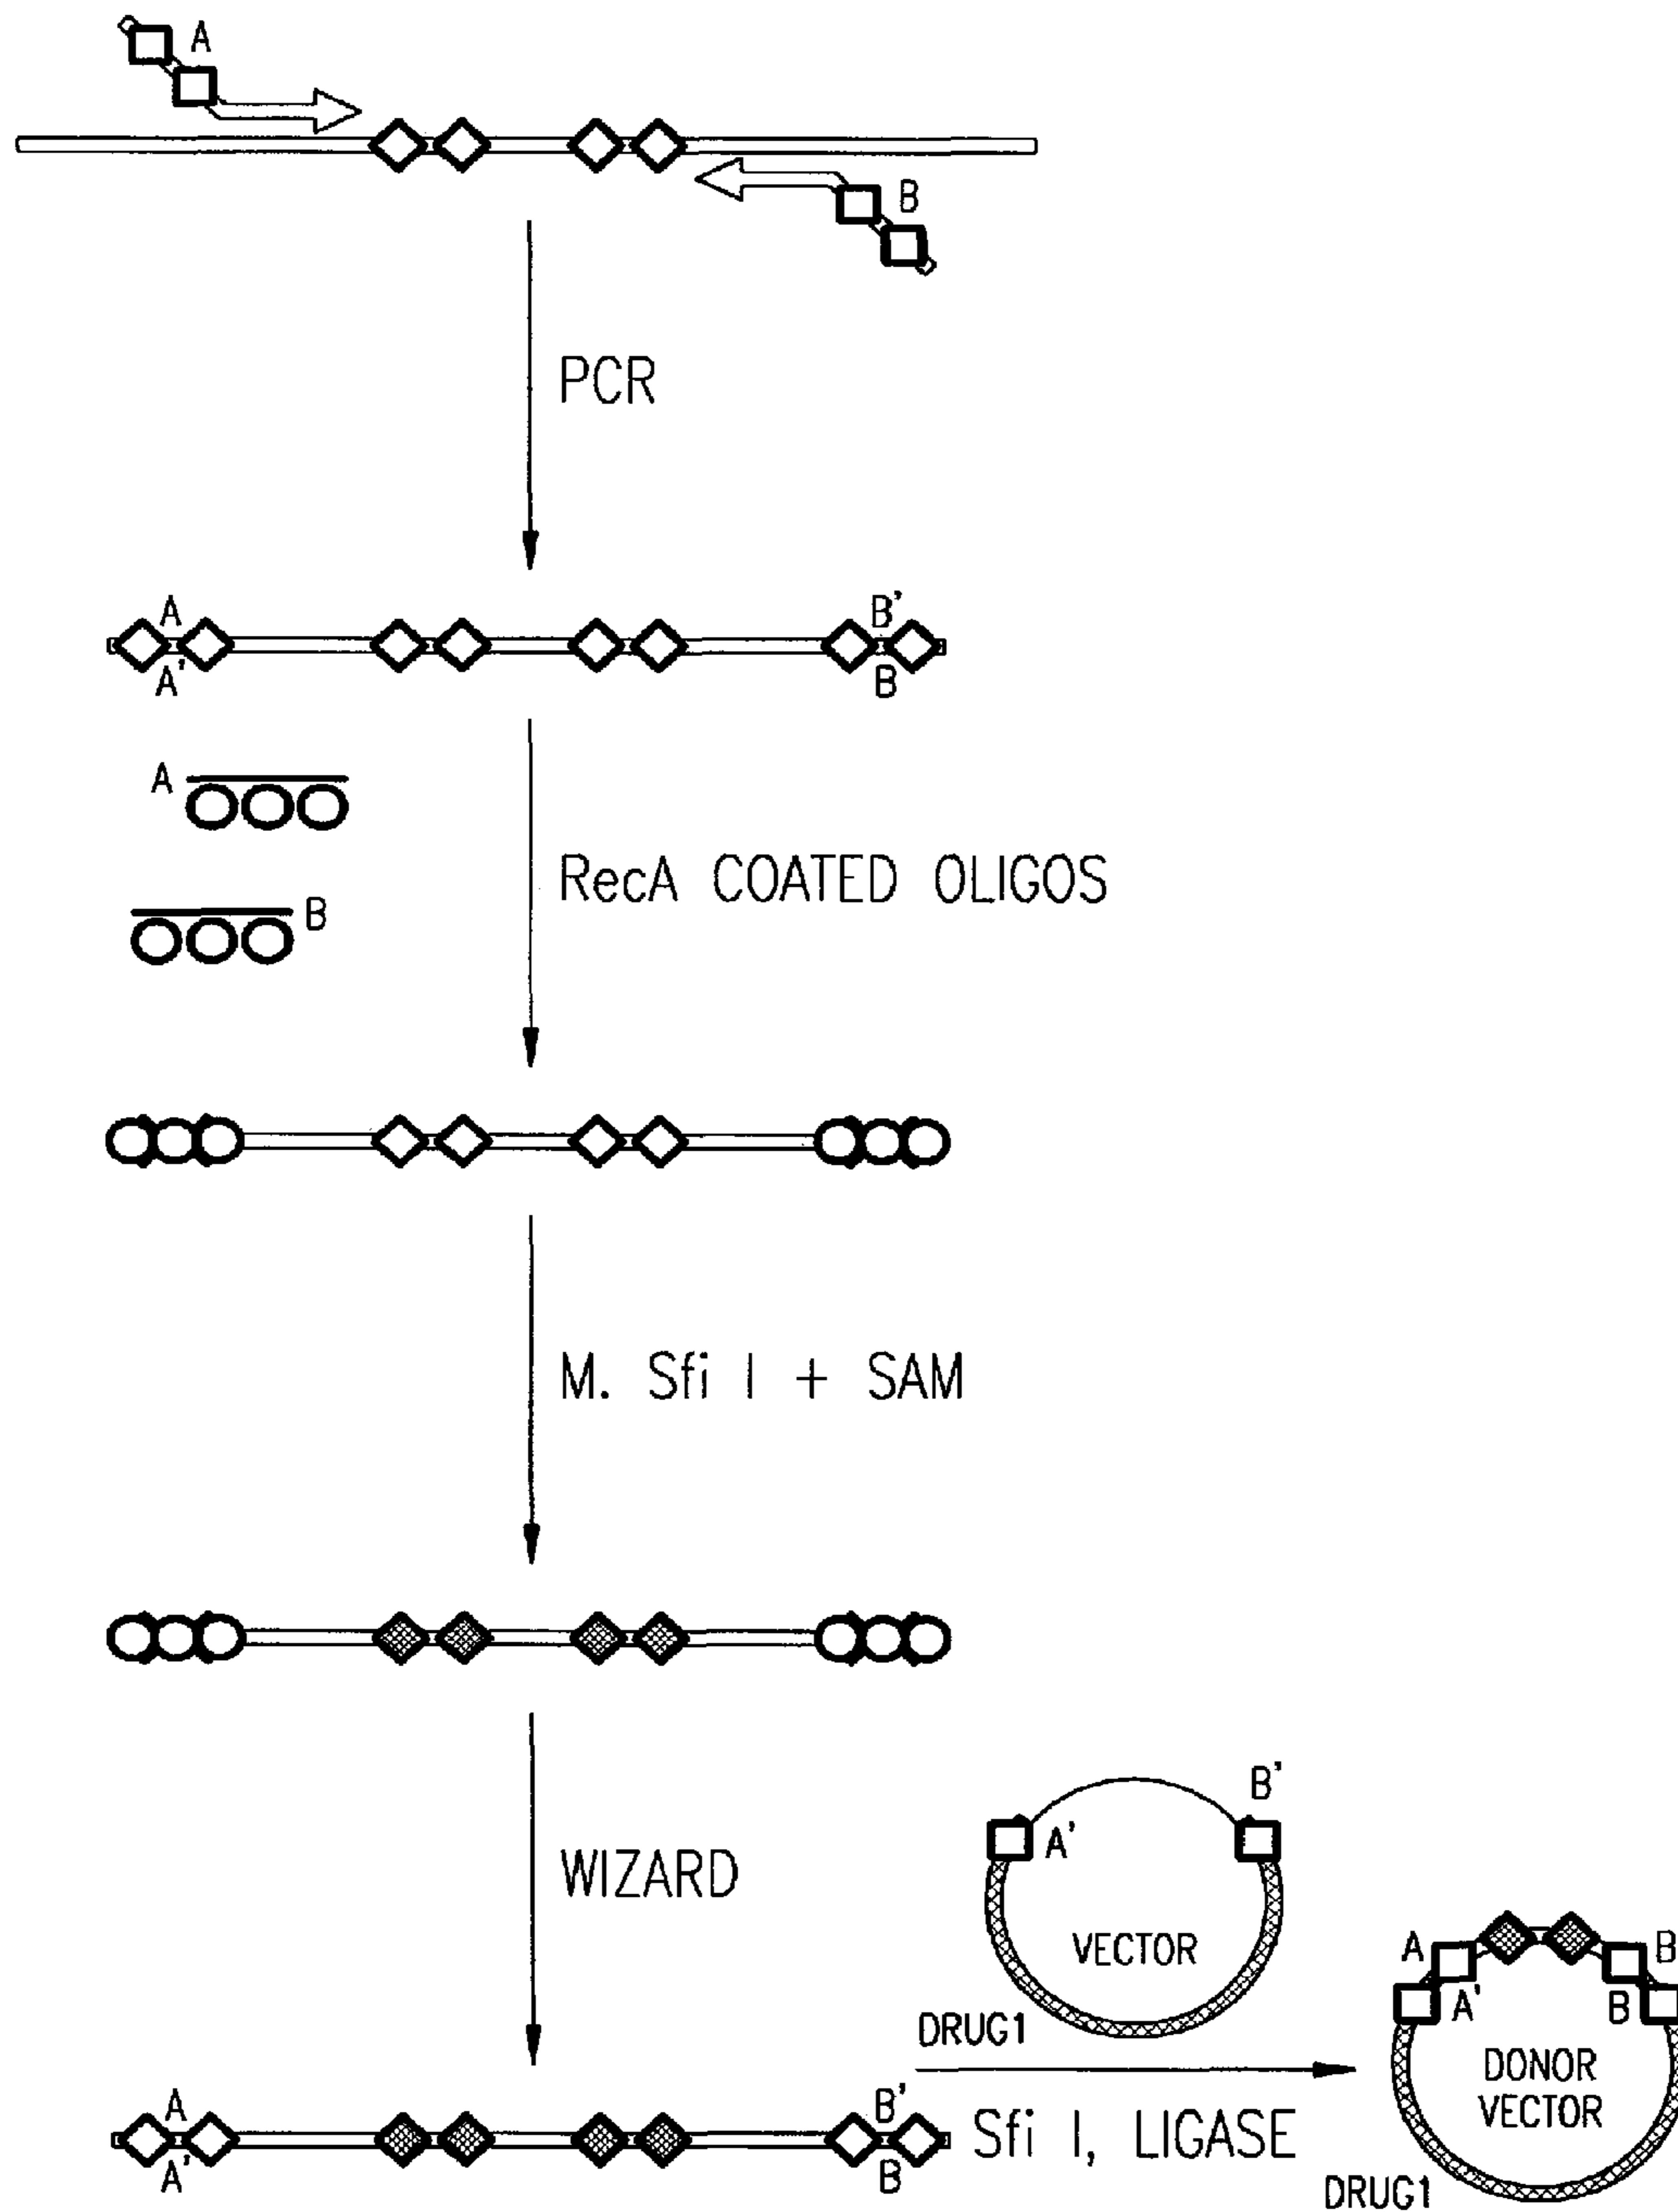 A
B
PCR
A
B'
A'
B
A
RecA COATED OLIGOS
B
M. Sfi I + SAM
WIZARD
B'
A'
VECTOR
A
B
A'
B
DRUG1
DONOR
VECTOR
A
B'
Sfi I, LIGASE
A'
B
DRUG1